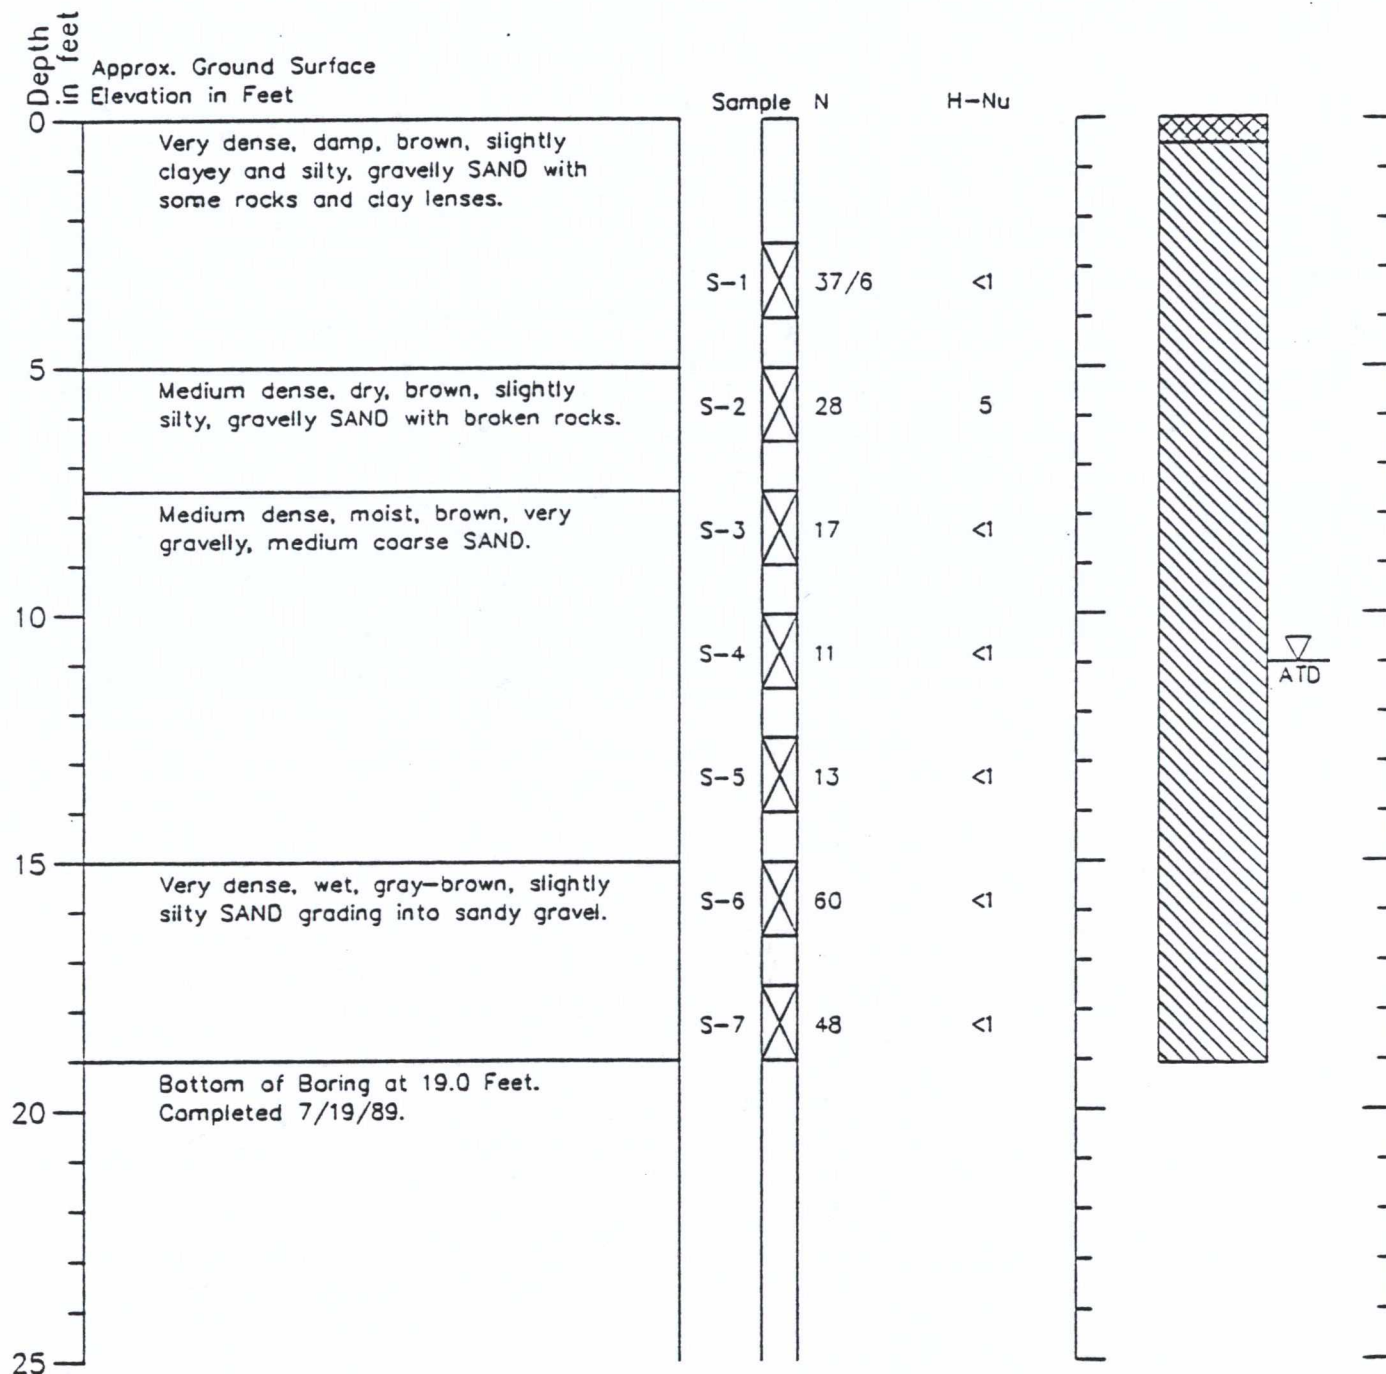 Depth
in feet
Approx. Ground Surface
Elevation in Feet
Sample N H-Nu
0
Very dense, damp, brown, slightly
clayey and silty, gravelly SAND with
some rocks and clay lenses.
S-1 37/6 <1
5
Medium dense, dry, brown, slightly
silty, gravelly SAND with broken rocks.
S-2 28 5
Medium dense, moist, brown, very
gravelly, medium coarse SAND.
S-3 17 <1
10
S-4 11 <1
ATD
S-5 13 <1
15
Very dense, wet, gray-brown, slightly
silty SAND grading into sandy gravel.
S-6 60 <1
S-7 48 <1
Bottom of Boring at 19.0 Feet.
Completed 7/19/89.
20
25